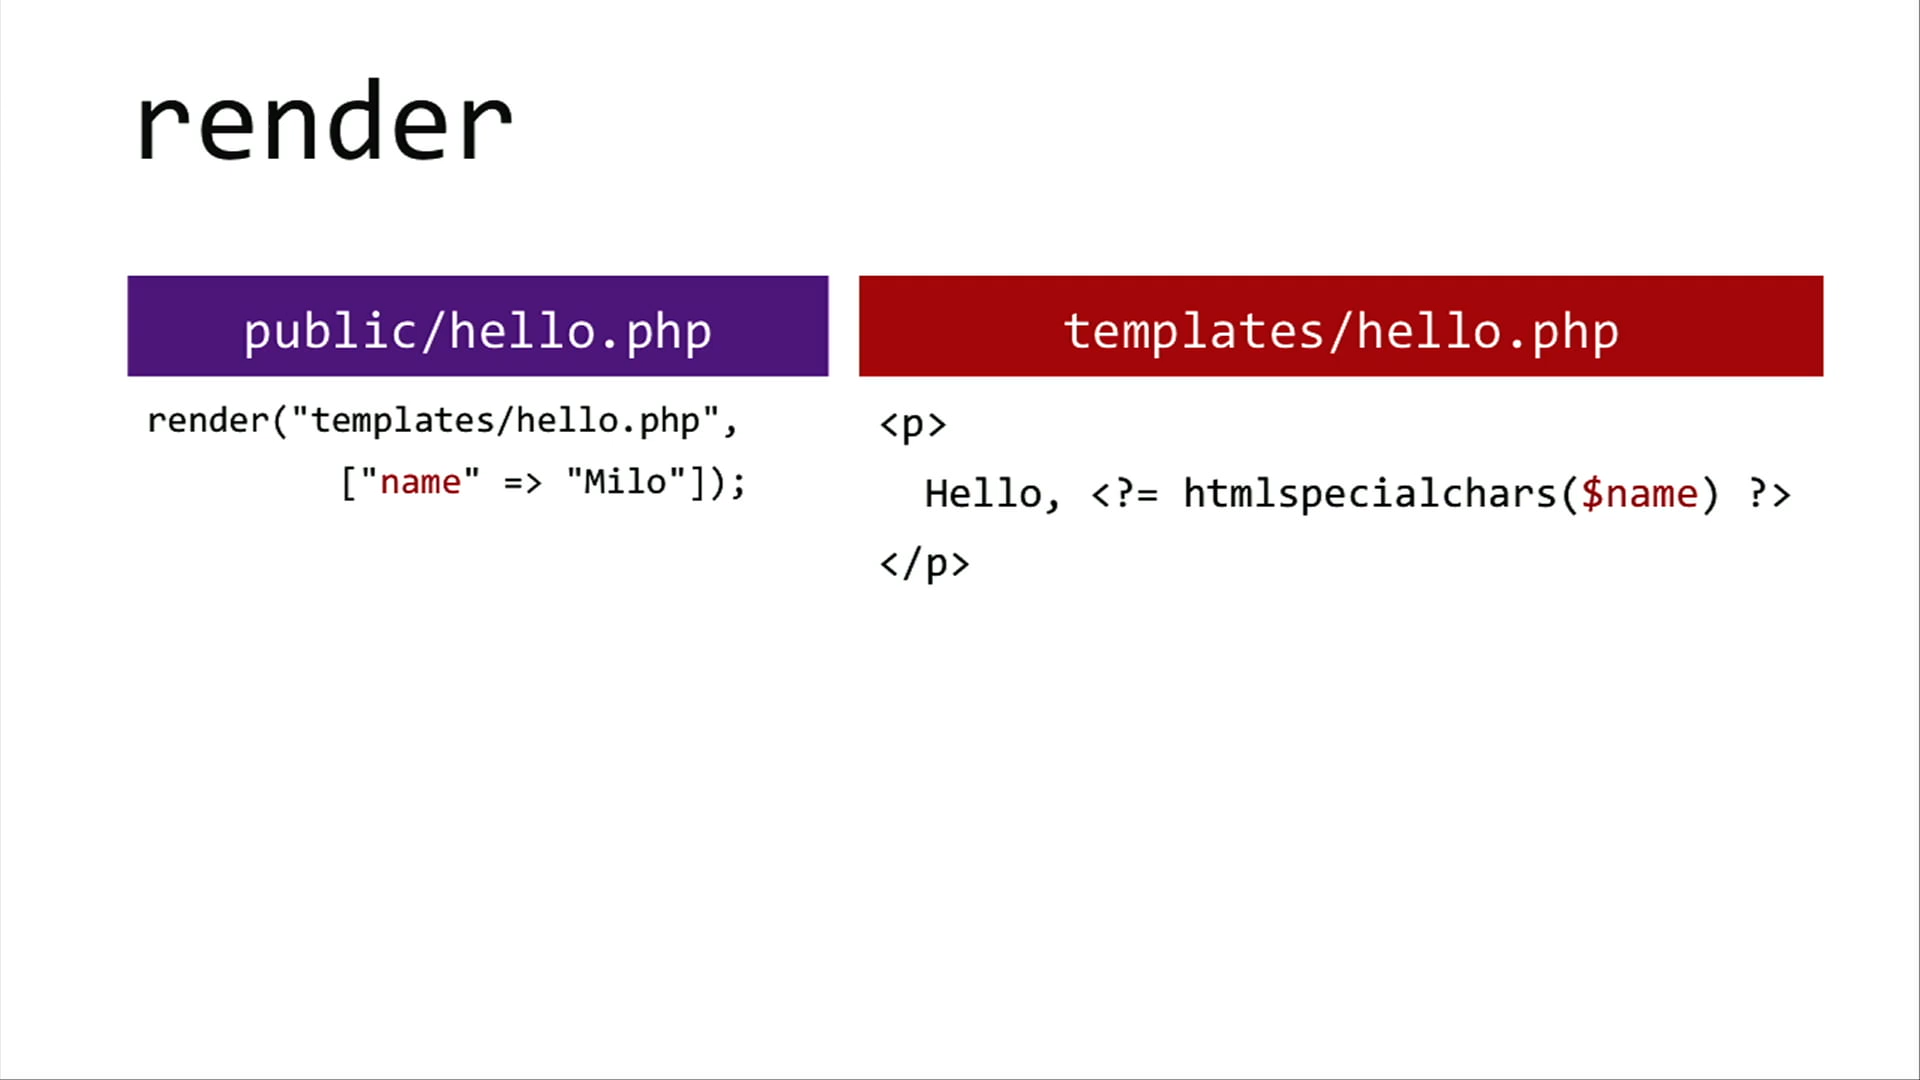 render
public/hello.php
render("templates/hello.php",
["name" => "Milo"]);
templates/hello.php
<p>
Hello, <?= htmlspecialchars($name) ?>
</p>